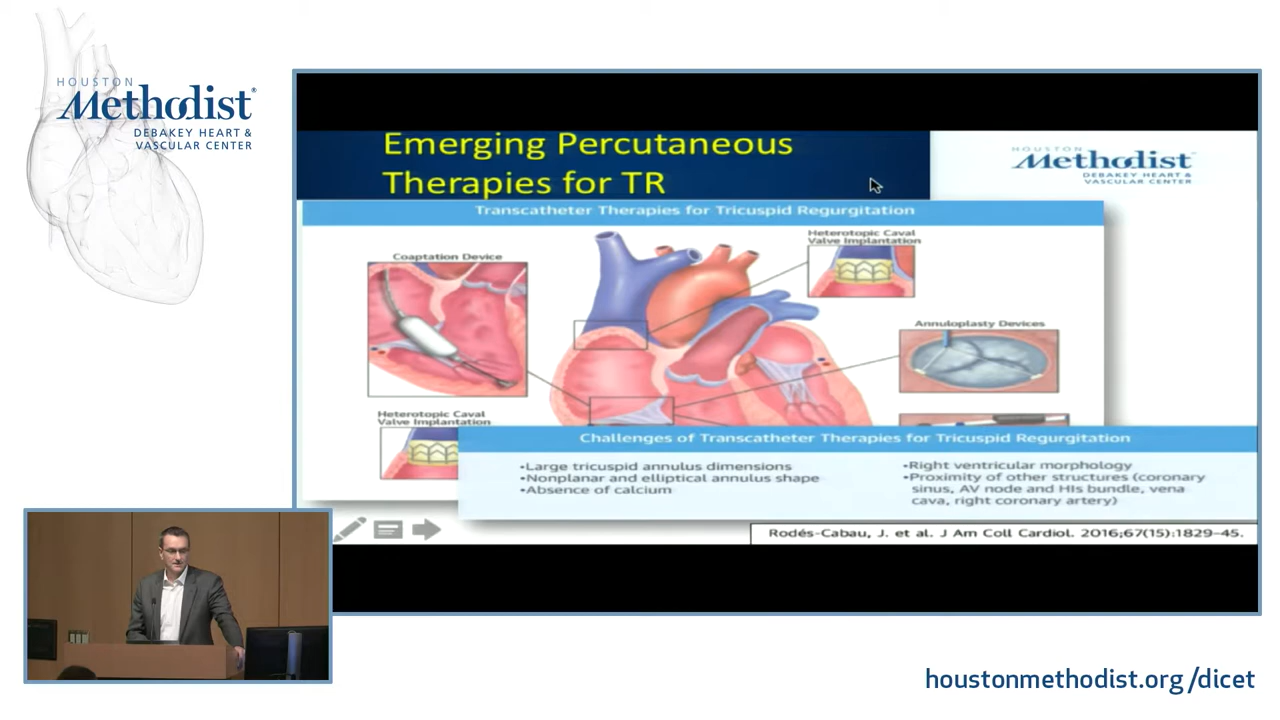 HOUSTON
Methodist®
DEBAKEY HEART &
VASCULAR CENTER
Emerging Percutaneous
Therapies for TR
HOUSTON
Methodist
DEBAKEY HEART &
VASCULAR CENTER
Transcatheter Therapies for Tricuspid Regurgitation
Heterotopic Caval
Valve Implantation
Coaptation Device
Annuloplasty Devices
Heterotopic Caval
Valve Implantation
Challenges of Transcatheter Therapies for Tricuspid Regurgitation
•Large tricuspid annulus dimensions
•Nonplanar and elliptical annulus shape
•Absence of calcium
•Right ventricular morphology
•Proximity of other structures (coronary
sinus, AV node and HIs bundle, vena
cava, right coronary artery)
Rodés-Cabau, J. et al. J Am Coll Cardiol. 2016;67(15):1829-45.
houstonmethodist.org/dicet